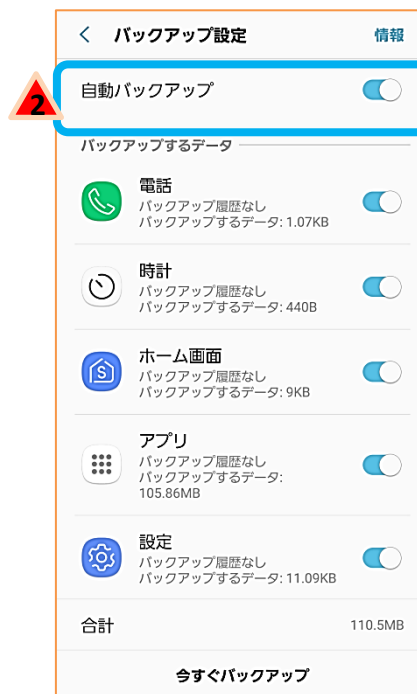 < バックアップ設定 情報
2
自動バックアップ
バックアップするデータ
電話
バックアップ履歴なし
バックアップするデータ: 1.07KB
時計
バックアップ履歴なし
バックアップするデータ: 440B
ホーム画面
バックアップ履歴なし
バックアップするデータ: 9KB
アプリ
バックアップ履歴なし
バックアップするデータ:
105.86MB
設定
バックアップ履歴なし
バックアップするデータ: 11.09KB
合計 110.5MB
今すぐバックアップ